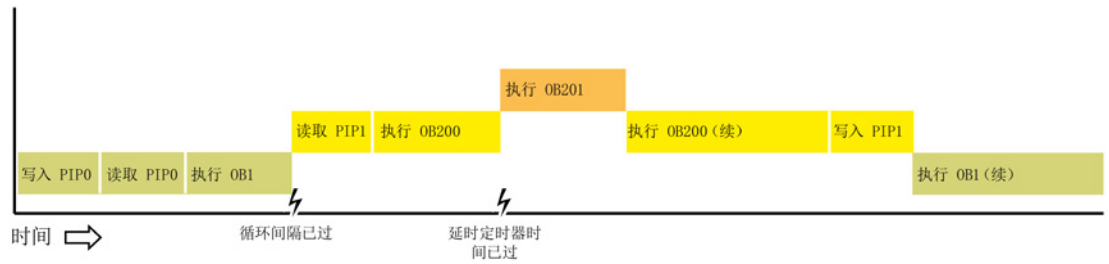 执行 OB201
读取 PIP1 执行 OB200 执行 OB200(续) 写入 PIP1
写入 PIP0 读取 PIP0 执行 OB1 执行 OB1(续)
时间
循环间隔已过
延时定时器时
间已过